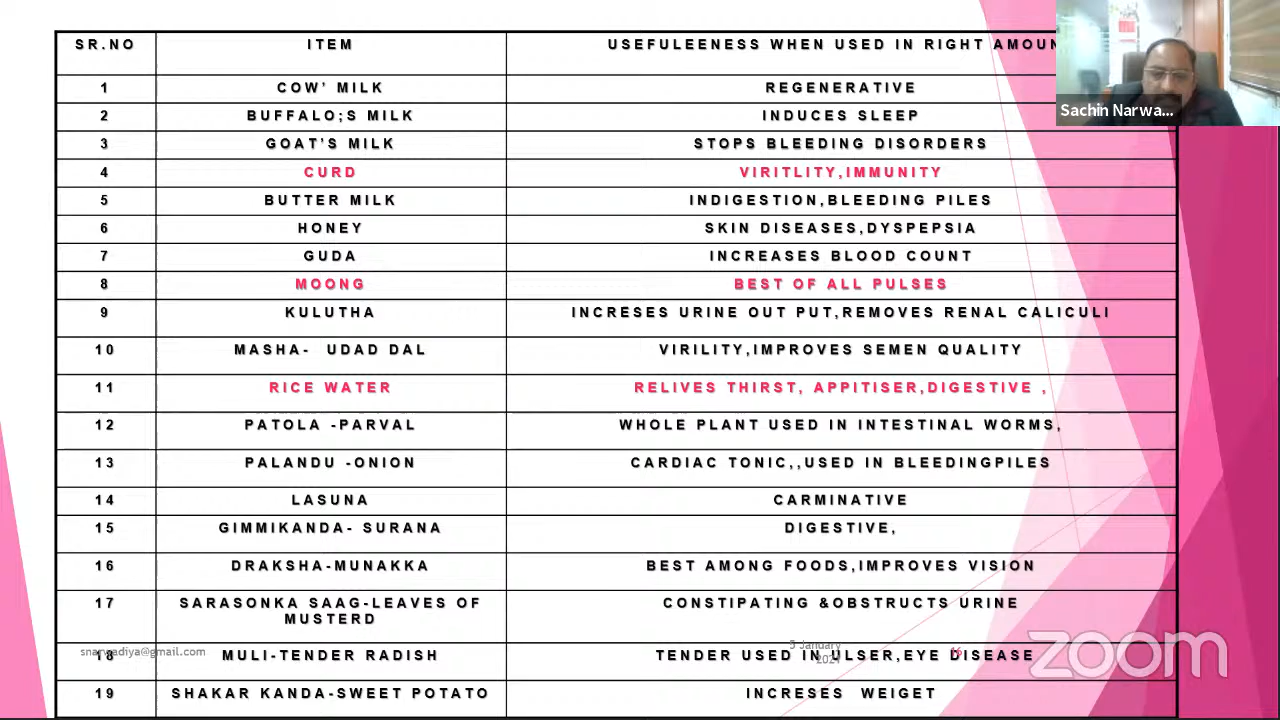 SR.NO ITEM USEFULEENESS WHEN USED IN RIGHT AMOUN
1 COW' MILK REGENERATIVE
2 BUFFALO;S MILK INDUCES SLEEP
3 GOAT'S MILK STOPS BLEEDING DISORDERS
4 CURD VIRITLITY,IMMUNITY
5 BUTTER MILK INDIGESTION,BLEEDING PILES
6 HONEY SKIN DISEASES,DYSPEPSIA
7 GUDA INCREASES BLOOD COUNT
8 MOONG BEST OF ALL PULSES
9 KULUTHA INCRESES URINE OUT PUT,REMOVES RENAL CALICULI
10 MASHA- UDAD DAL VIRILITY,IMPROVES SEMEN QUALITY
11 RICE WATER RELIVES THIRST, APPITISER,DIGESTIVE ,
12 PATOLA -PARVAL WHOLE PLANT USED IN INTESTINAL WORMS,
13 PALANDU -ONION CARDIAC TONIC,,USED IN BLEEDINGPILES
14 LASUNA CARMINATIVE
15 GIMMIKANDA- SURANA DIGESTIVE,
16 DRAKSHA-MUNAKKA BEST AMONG FOODS,IMPROVES VISION
17 SARASONKA SAAG-LEAVES OF MUSTERD CONSTIPATING &OBSTRUCTS URINE
18 MULI-TENDER RADISH TENDER USED IN ULSER,EYE DISEASE
19 SHAKAR KANDA-SWEET POTATO INCRESES WEIGET
Sachin Narwa...
5 January
2021
16
zoom